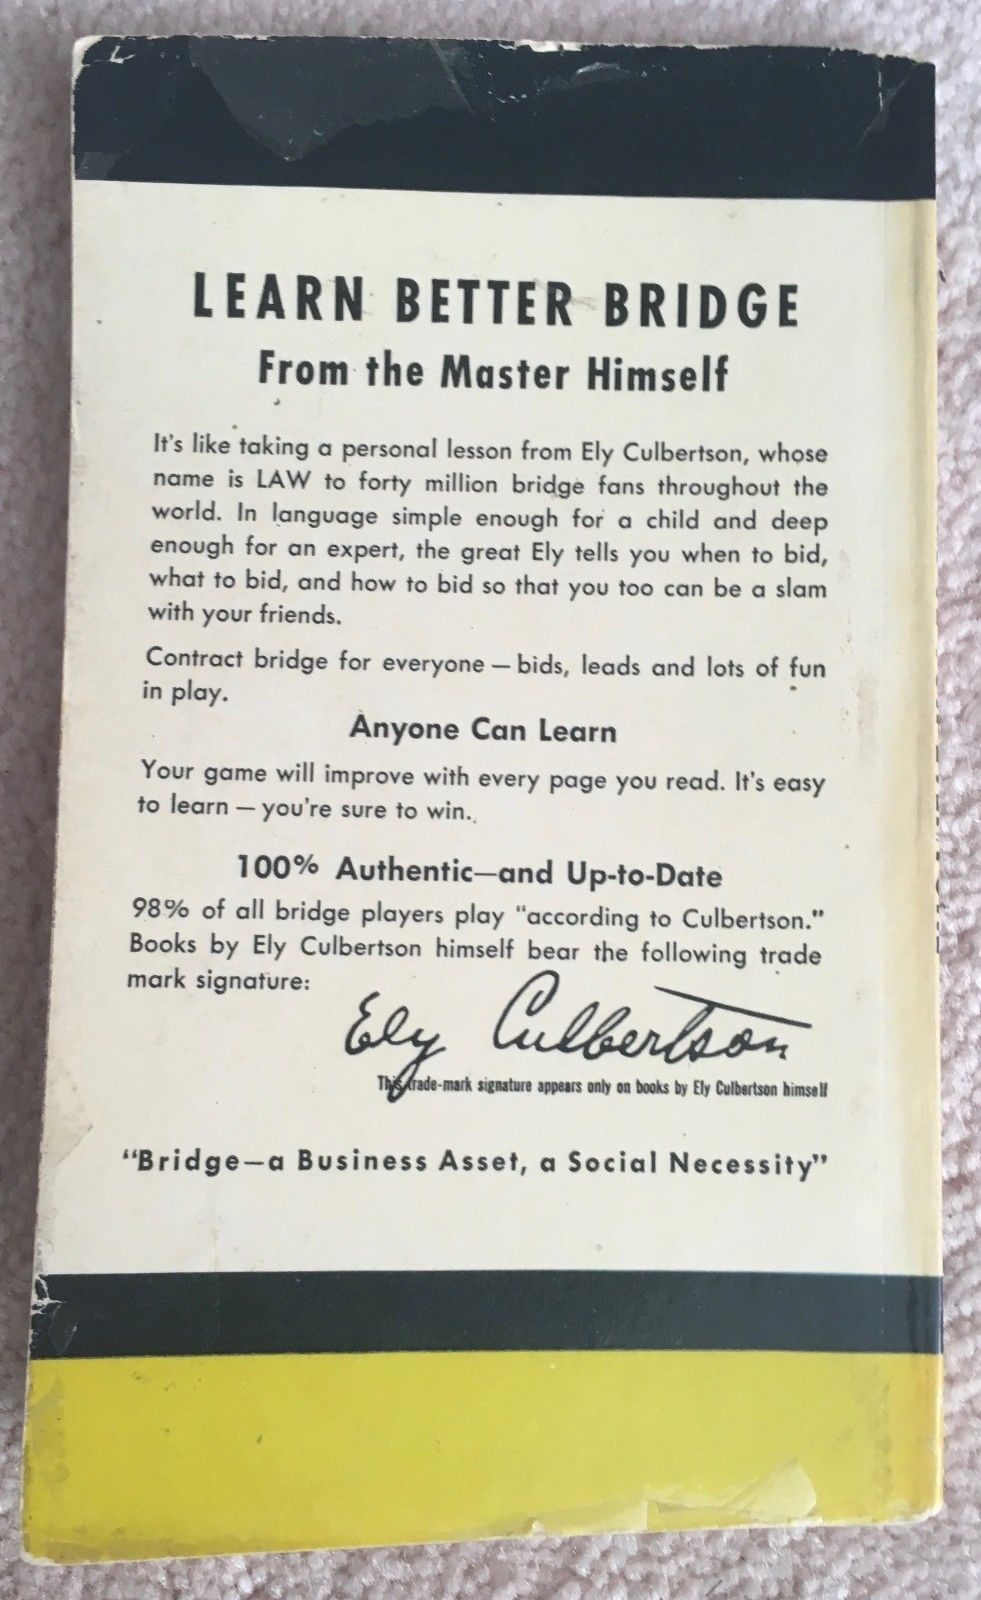 LEARN BETTER BRIDGE
From the Master Himself
It's like taking a personal lesson from Ely Culbertson, whose
name is LAW to forty million bridge fans throughout the
world. In language simple enough for a child and deep
enough for an expert, the great Ely tells you when to bid,
what to bid, and how to bid so that you too can be a slam
with your friends.
Contract bridge for everyone — bids, leads and lots of fun
in play.
Anyone Can Learn
Your game will improve with every page you read. It's easy
to learn — you're sure to win.
100% Authentic—and Up-to-Date
98% of all bridge players play "according to Culbertson."
Books by Ely Culbertson himself bear the following trade
mark signature:
Ely Culbertson
This trade-mark signature appears only on books by Ely Culbertson himself
"Bridge—a Business Asset, a Social Necessity"